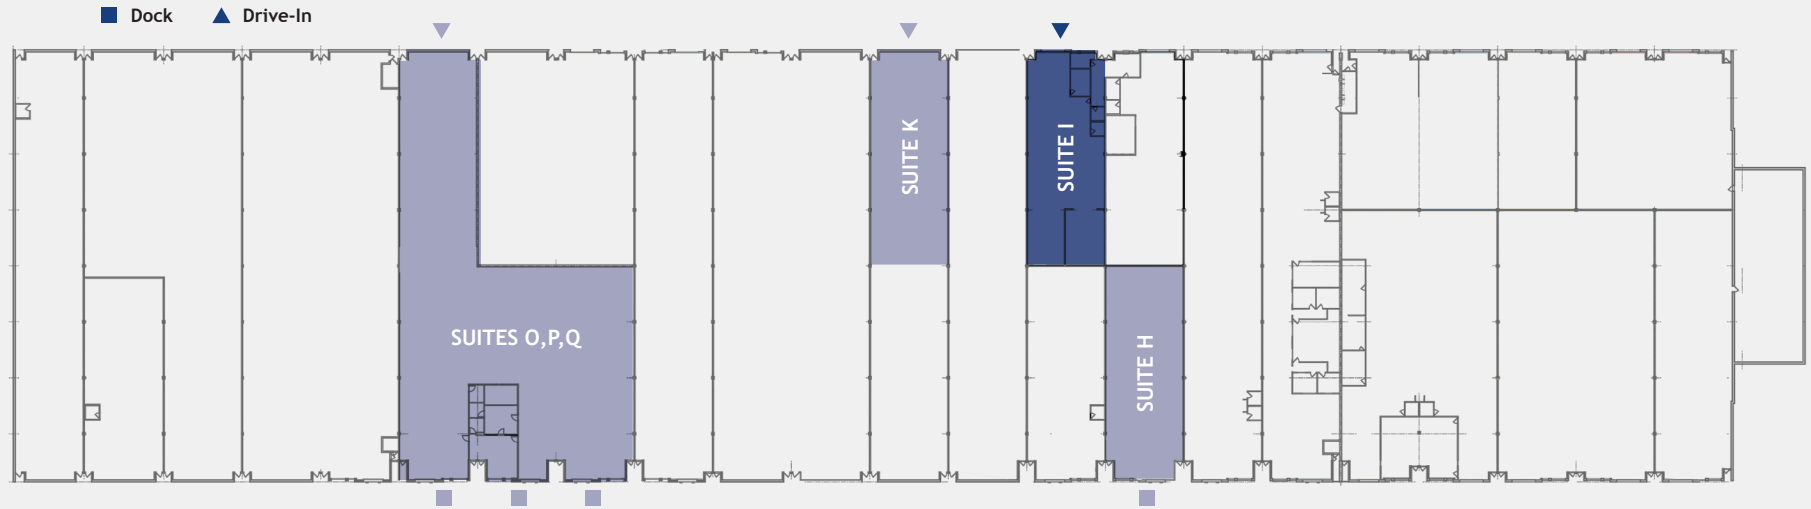 Dock
Drive-In
SUITE K
SUITE I
SUITES O,P,Q
SUITE H